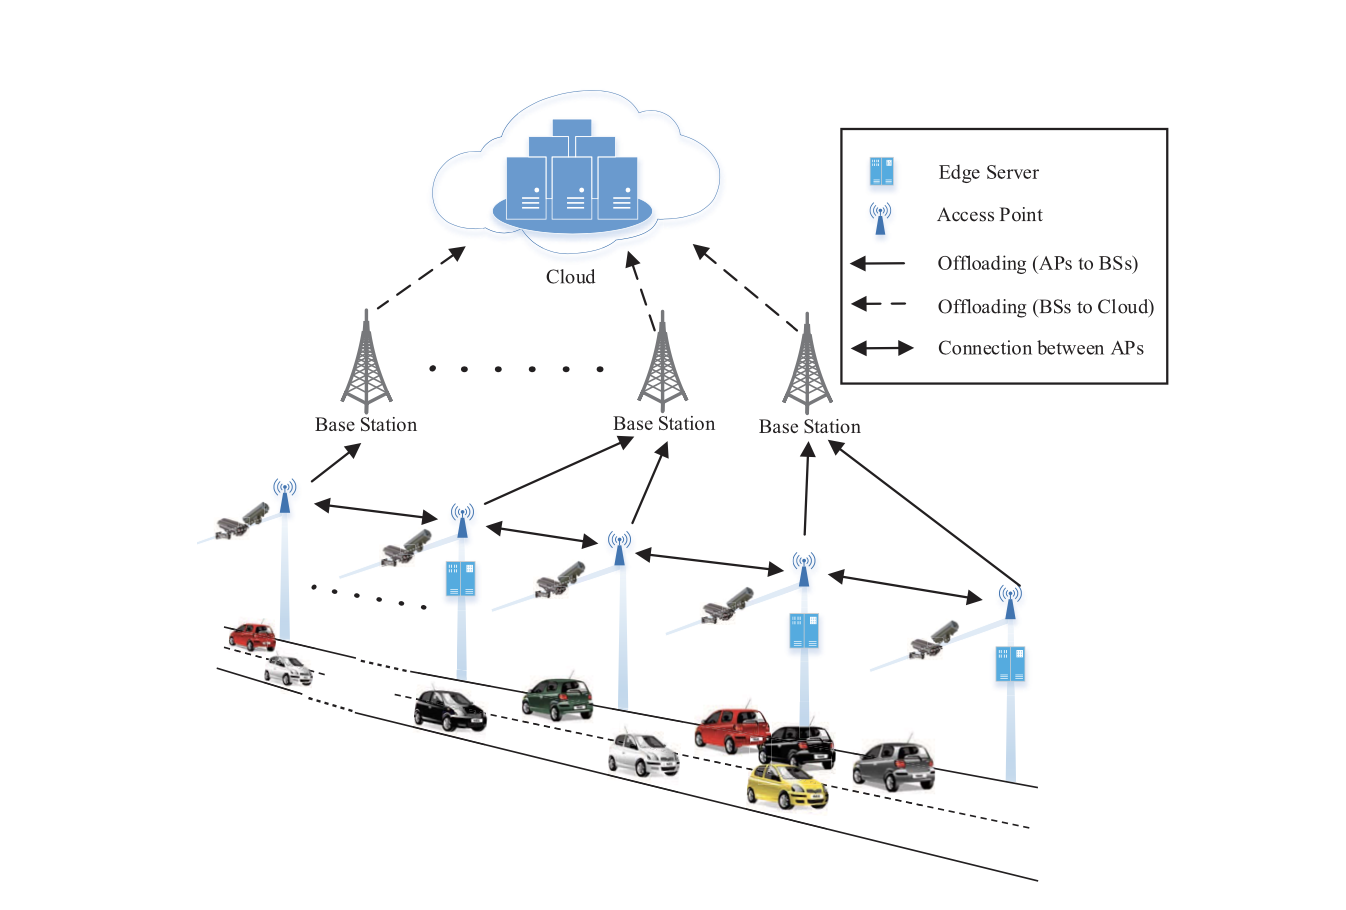 Cloud
Edge Server
Access Point
Offloading (APs to BSs)
Offloading (BSs to Cloud)
Connection between APs
Base Station
Base Station
Base Station